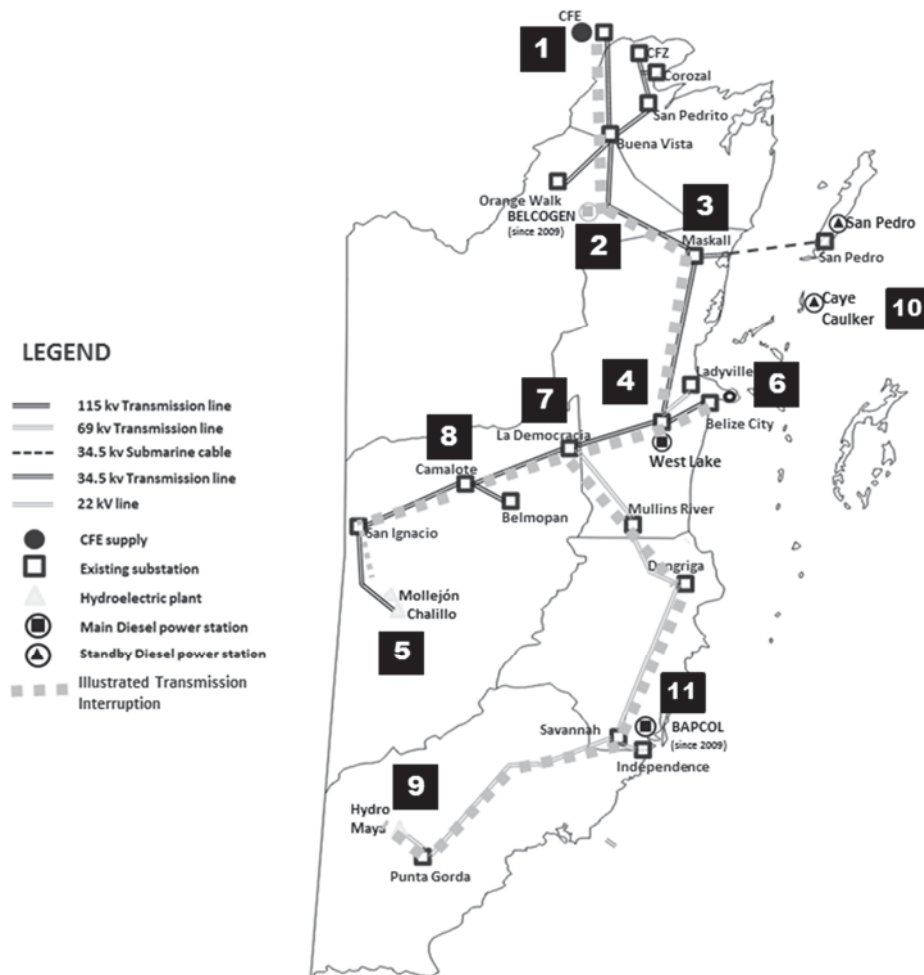 CFE
1
CFZ
Corozal
San Pedrito
Buena Vista
Orange Walk
BELCOGEN
(since 2009)
2
3
Maskall
San Pedro
San Pedro
Caye
Caulker
10
Ladyville
4
6
Belize City
West Lake
7
La Democracia
8
Camalote
Belmopan
San Ignacio
Mullins River
Dangriga
Mollejón
Chalillo
5
11
BAPCOL
(since 2009)
Savannah
Independence
9
Hydro
Maya
Punta Gorda
LEGEND
115 kv Transmission line
69 kv Transmission line
34.5 kv Submarine cable
34.5 kv Transmission line
22 kV line
CFE supply
Existing substation
Hydroelectric plant
Main Diesel power station
Standby Diesel power station
Illustrated Transmission
Interruption